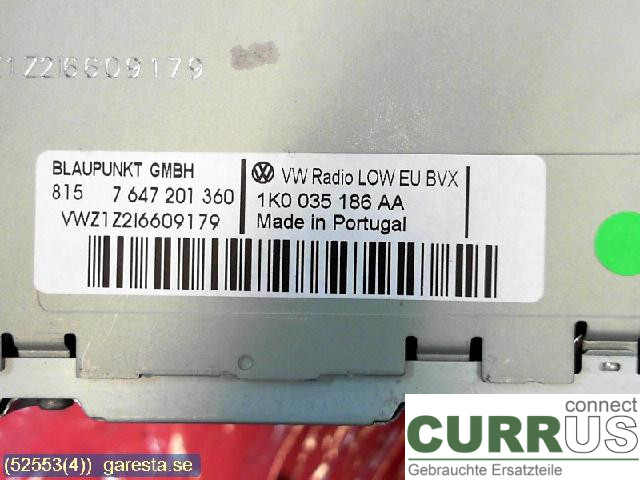 Z1Z2I6609179
BLAUPUNKT GMBH
815 7 647 201 360
VWZ1Z2I6609179
VW Radio LOW EU BVX
1K0 035 186 AA
Made in Portugal
connect
CURRUS
Gebrauchte Ersatzteile
(52553(4)) garesta.se